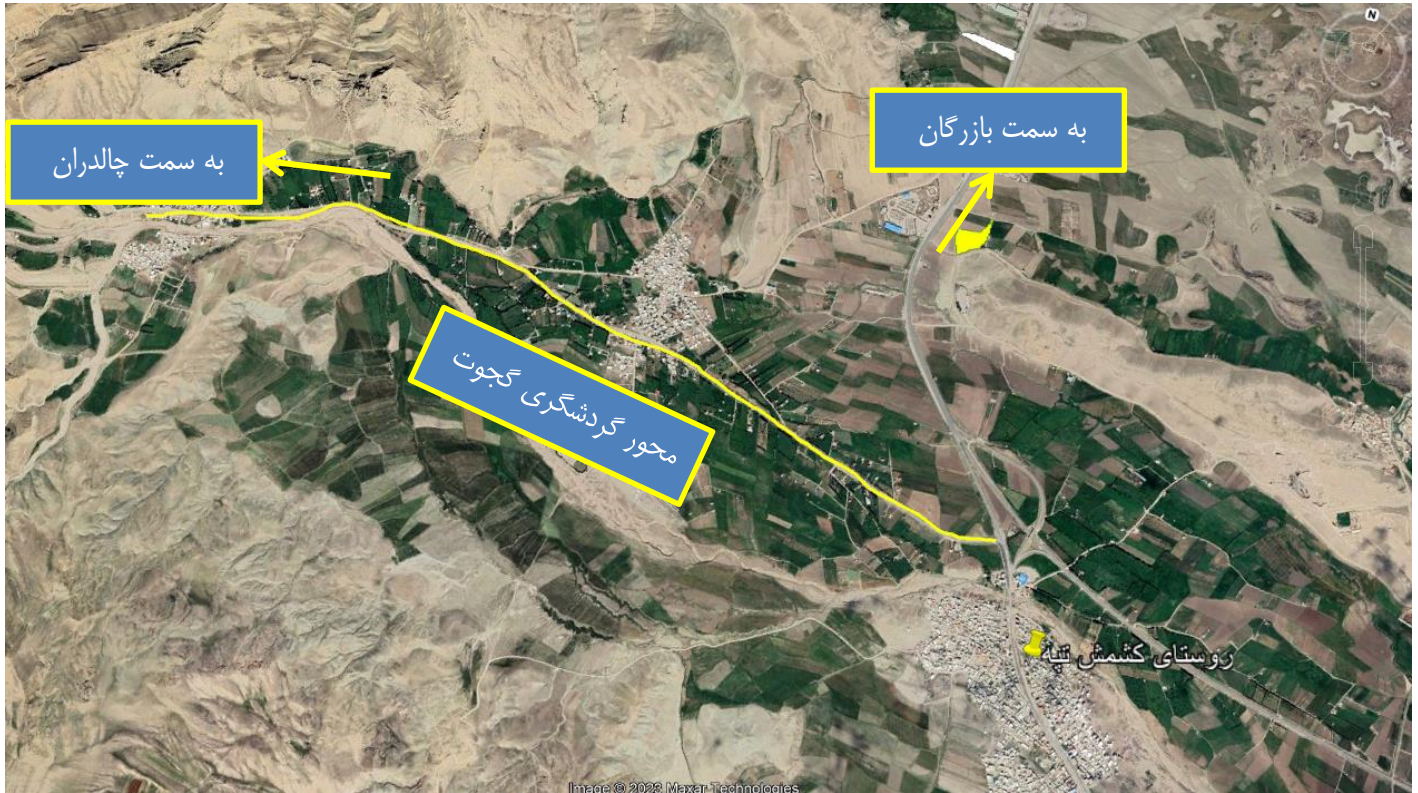 N
به سمت بازرگان
به سمت چالدران
محور گردشگری گجوت
روستای کشمش تپه
Image © 2023 Maxar Technologies